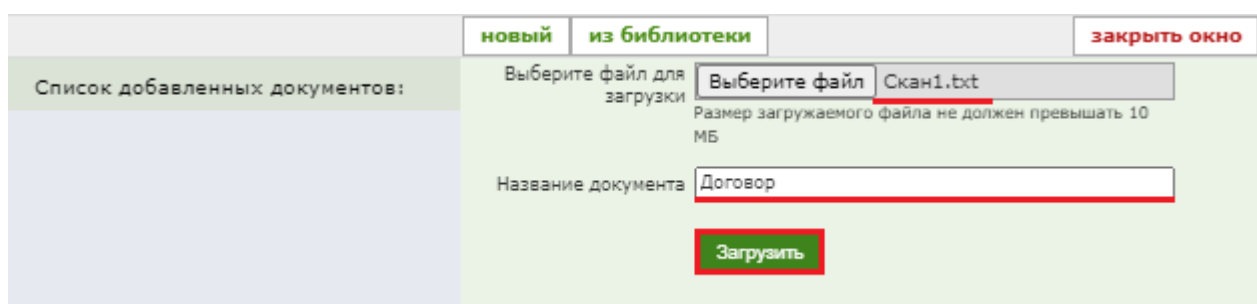 новый
из библиотеки
закрыть окно
Список добавленных документов:
Выберите файл для
загрузки
Выберите файл Скан1.txt
Размер загружаемого файла не должен превышать 10
МБ
Название документа
Договор
Загрузить